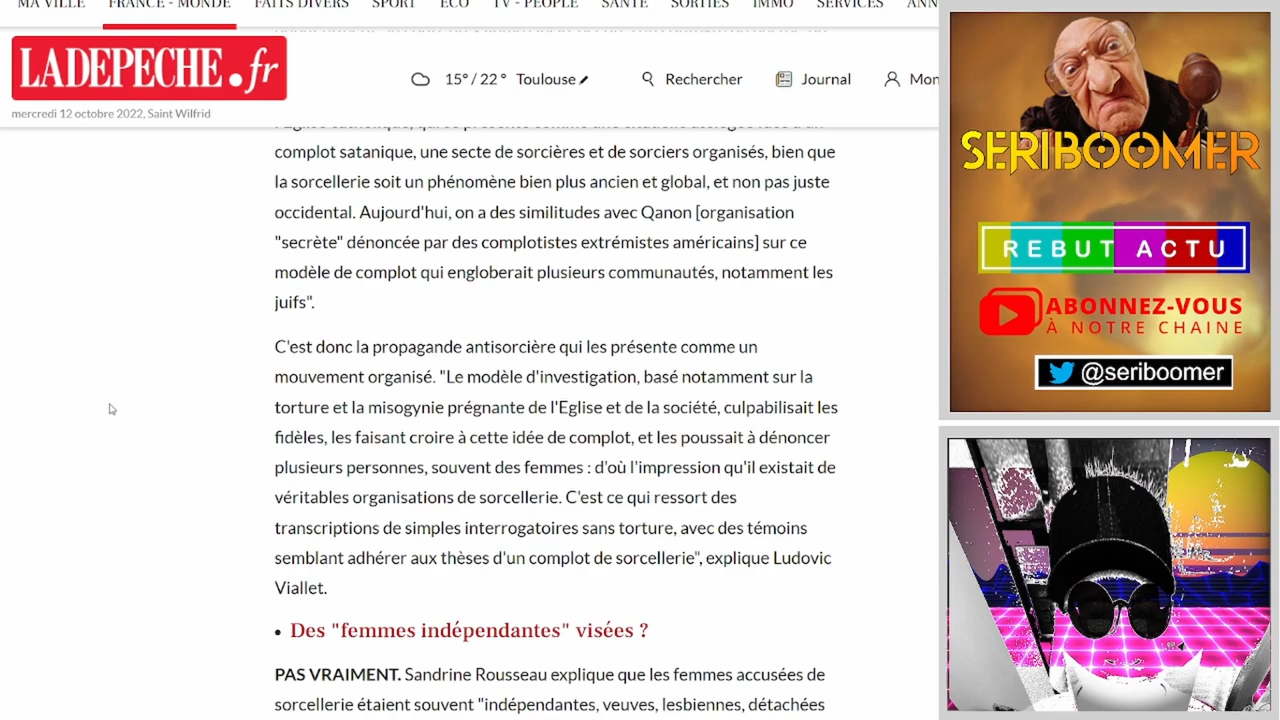 MA VILLE FRANCE - MONDE FAITS DIVERS SPORT ECO TV - PEOPLE SANTÉ SORTIES IMMO SERVICES ANN
LADEPECHE.fr
15° / 22 ° Toulouse
Rechercher
Journal
Mon
mercredi 12 octobre 2022, Saint Wilfrid
complot satanique, une secte de sorcières et de sorciers organisés, bien que
la sorcellerie soit un phénomène bien plus ancien et global, et non pas juste
occidental. Aujourd'hui, on a des similitudes avec Qanon [organisation
"secrète" dénoncée par des complotistes extrémistes américains] sur ce
modèle de complot qui engloberait plusieurs communautés, notamment les
juifs".
C'est donc la propagande antisorcière qui les présente comme un
mouvement organisé. "Le modèle d'investigation, basé notamment sur la
torture et la misogynie prégnante de l'Eglise et de la société, culpabilisait les
fidèles, les faisant croire à cette idée de complot, et les poussait à dénoncer
plusieurs personnes, souvent des femmes : d'où l'impression qu'il existait de
véritables organisations de sorcellerie. C'est ce qui ressort des
transcriptions de simples interrogatoires sans torture, avec des témoins
semblant adhérer aux thèses d'un complot de sorcellerie", explique Ludovic
Viallet.
• Des "femmes indépendantes" visées ?
PAS VRAIMENT. Sandrine Rousseau explique que les femmes accusées de
sorcellerie étaient souvent "indépendantes, veuves, lesbiennes, détachées
SERIBOOMER
REBUT ACTU
ABONNEZ-VOUS
À NOTRE CHAINE
@seriboomer